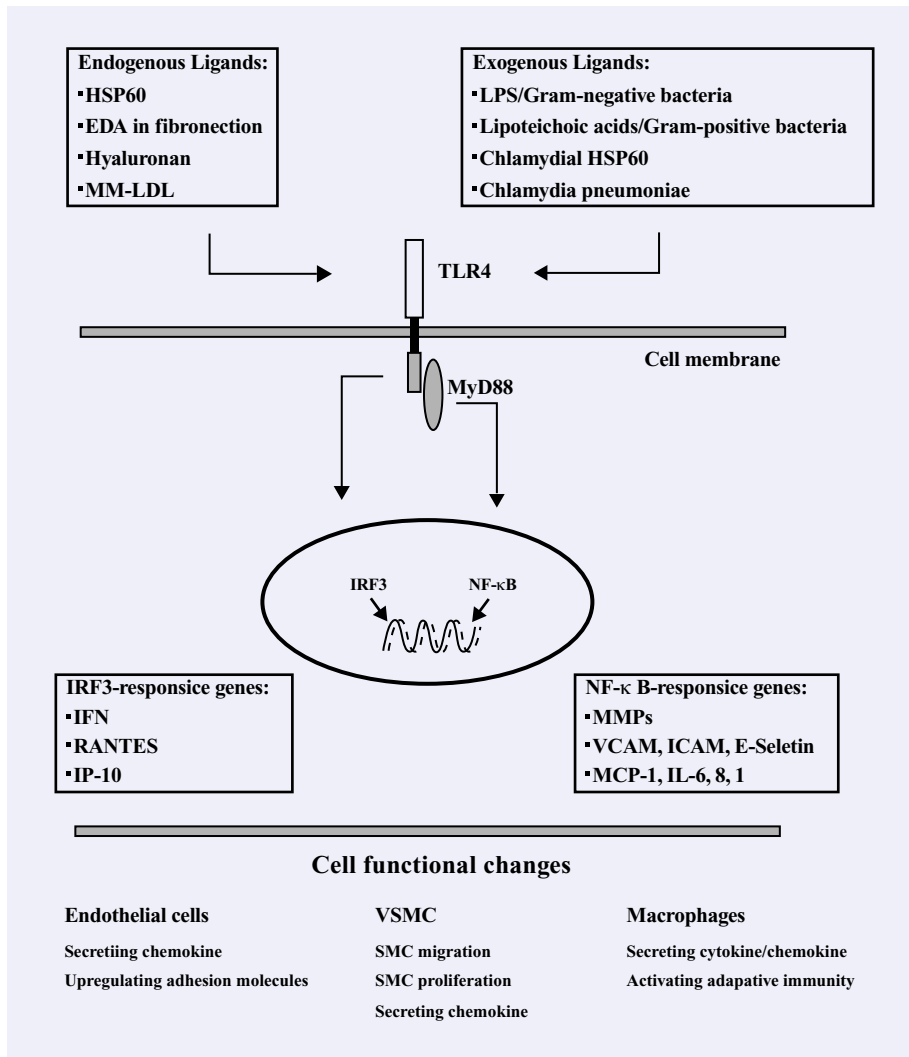 Endogenous Ligands:
▪HSP60
▪EDA in fibronection
▪Hyaluronan
▪MM-LDL
Exogenous Ligands:
▪LPS/Gram-negative bacteria
▪Lipoteichoic acids/Gram-positive bacteria
▪Chlamydial HSP60
▪Chlamydia pneumoniae
TLR4
Cell membrane
MyD88
IRF3
NF-κB
IRF3-responsice genes:
▪IFN
▪RANTES
▪IP-10
NF-κ B-responsice genes:
▪MMPs
▪VCAM, ICAM, E-Seletin
▪MCP-1, IL-6, 8, 1
Cell functional changes
Endothelial cells
Secretiing chemokine
Upregulating adhesion molecules
VSMC
SMC migration
SMC proliferation
Secreting chemokine
Macrophages
Secreting cytokine/chemokine
Activating adapative immunity